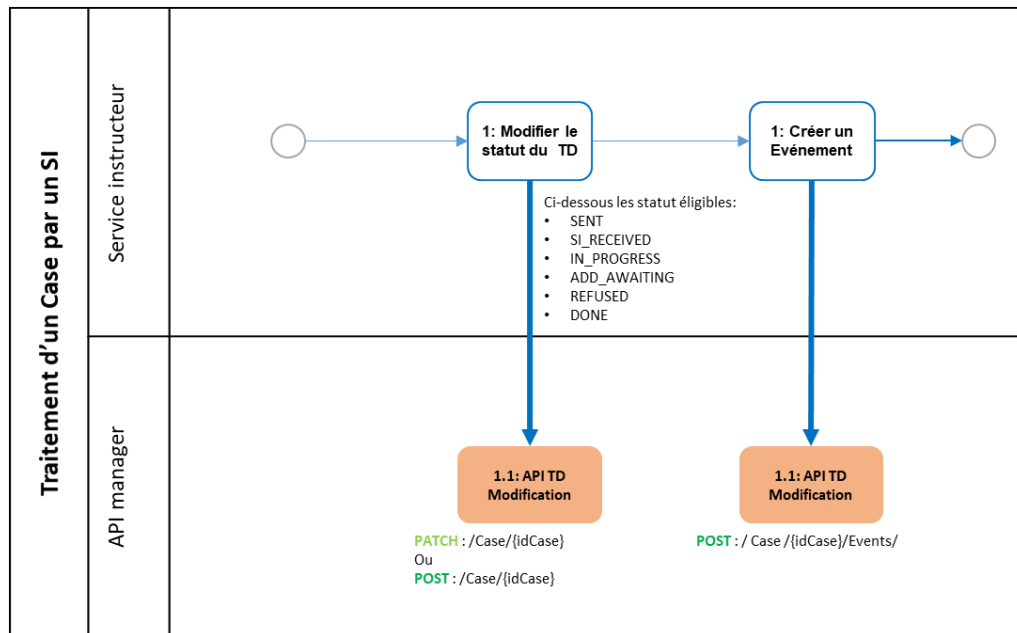 Traitement d’un Case par un SI
Service instructeur
1: Modifier le
statut du TD
1: Créer un
Evénement
Ci-dessous les statut éligibles:
• SENT
• SI_RECEIVED
• IN_PROGRESS
• ADD_AWAITING
• REFUSED
• DONE
API manager
1.1: API TD
Modification
1.1: API TD
Modification
PATCH : /Case/{idCase}
Ou
POST : /Case/{idCase}
POST : / Case /{idCase}/Events/